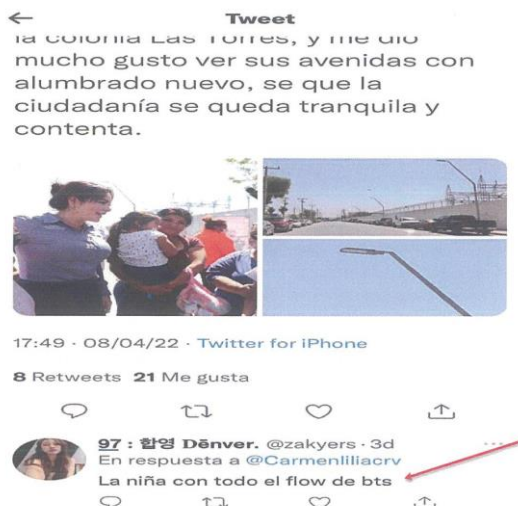 Tweet
la colonia Las Torres, y me dio
mucho gusto ver sus avenidas con
alumbrado nuevo, se que la
ciudadanía se queda tranquila y
contenta.
17:49 · 08/04/22 · Twitter for iPhone
8 Retweets 21 Me gusta
97 : 합영 Dēnver. @zakyers · 3d
En respuesta a @Carmenliliacrv
La niña con todo el flow de bts